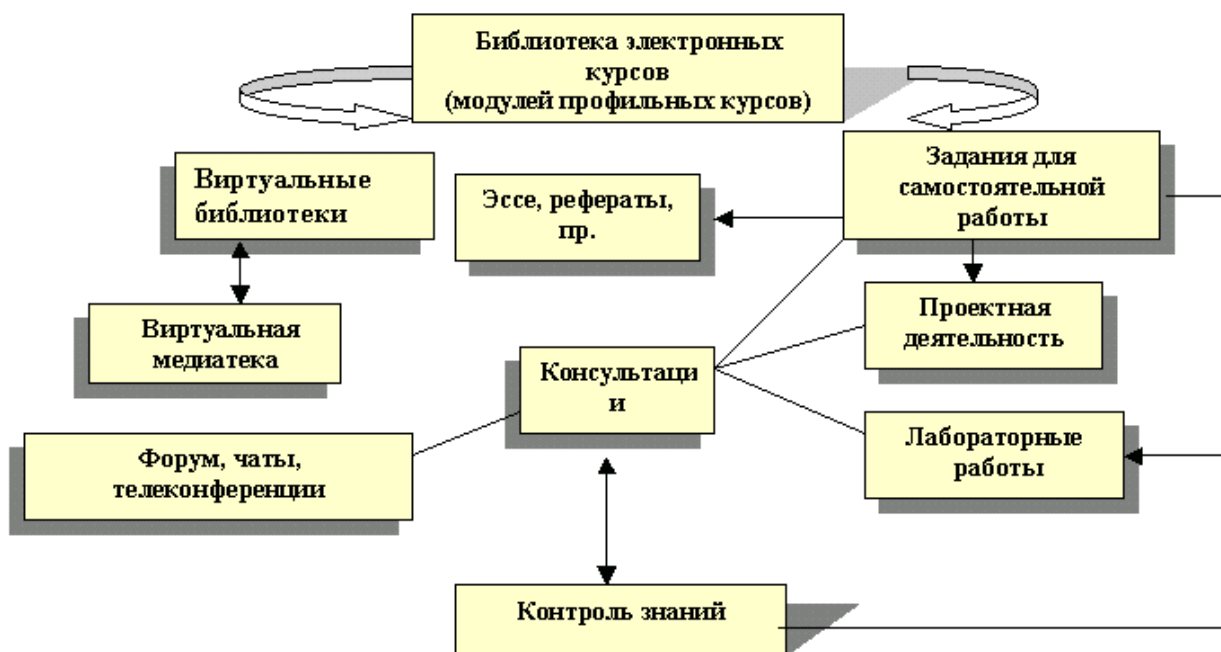 Библиотека электронных
курсов
(модулей профильных курсов)
Задания для
самостоятельной
работы
Виртуальные
библиотеки
Эссе, рефераты,
пр.
Виртуальная
медиатека
Проектная
деятельность
Консультаци
и
Лабораторные
работы
Форум, чаты,
телеконференции
Контроль знаний